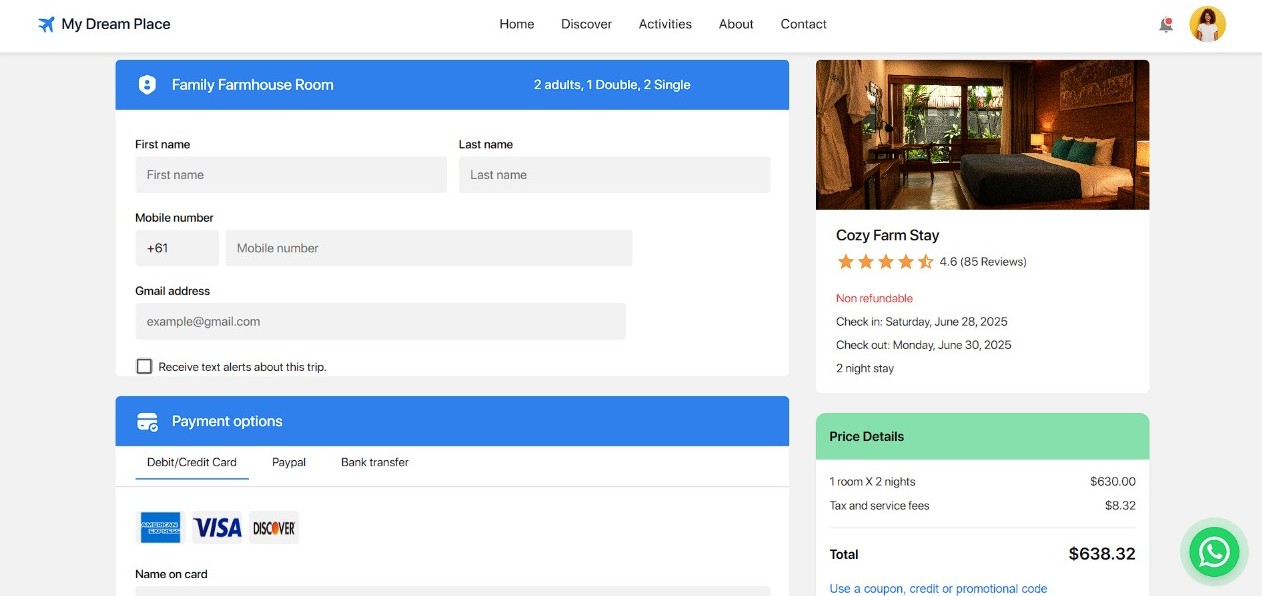 My Dream Place
Home Discover Activities About Contact
Family Farmhouse Room 2 adults, 1 Double, 2 Single
First name Last name
First name Last name
Mobile number
+61 Mobile number
Gmail address
example@gmail.com
Receive text alerts about this trip.
Payment options
Debit/Credit Card Paypal Bank transfer
AMERICAN EXPRESS VISA DISCOVER
Name on card
Cozy Farm Stay
4.6 (85 Reviews)
Non refundable
Check in: Saturday, June 28, 2025
Check out: Monday, June 30, 2025
2 night stay
Price Details
1 room X 2 nights $630.00
Tax and service fees $8.32
Total $638.32
Use a coupon, credit or promotional code